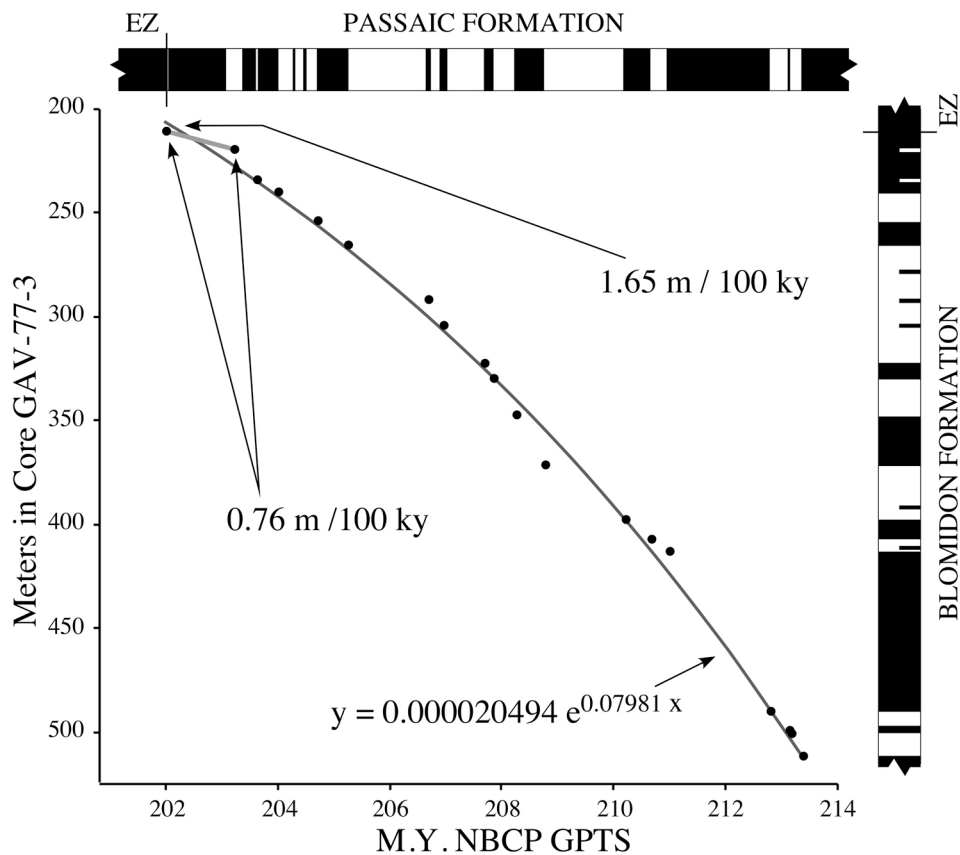 EZ
PASSAIC FORMATION
200
250
300
350
400
450
500
Meters in Core GAV-77-3
EZ
BLOMIDON FORMATION
1.65 m / 100 ky
0.76 m /100 ky
y = 0.000020494 e^0.07981 x
202
204
206
208
210
212
214
M.Y. NBCP GPTS